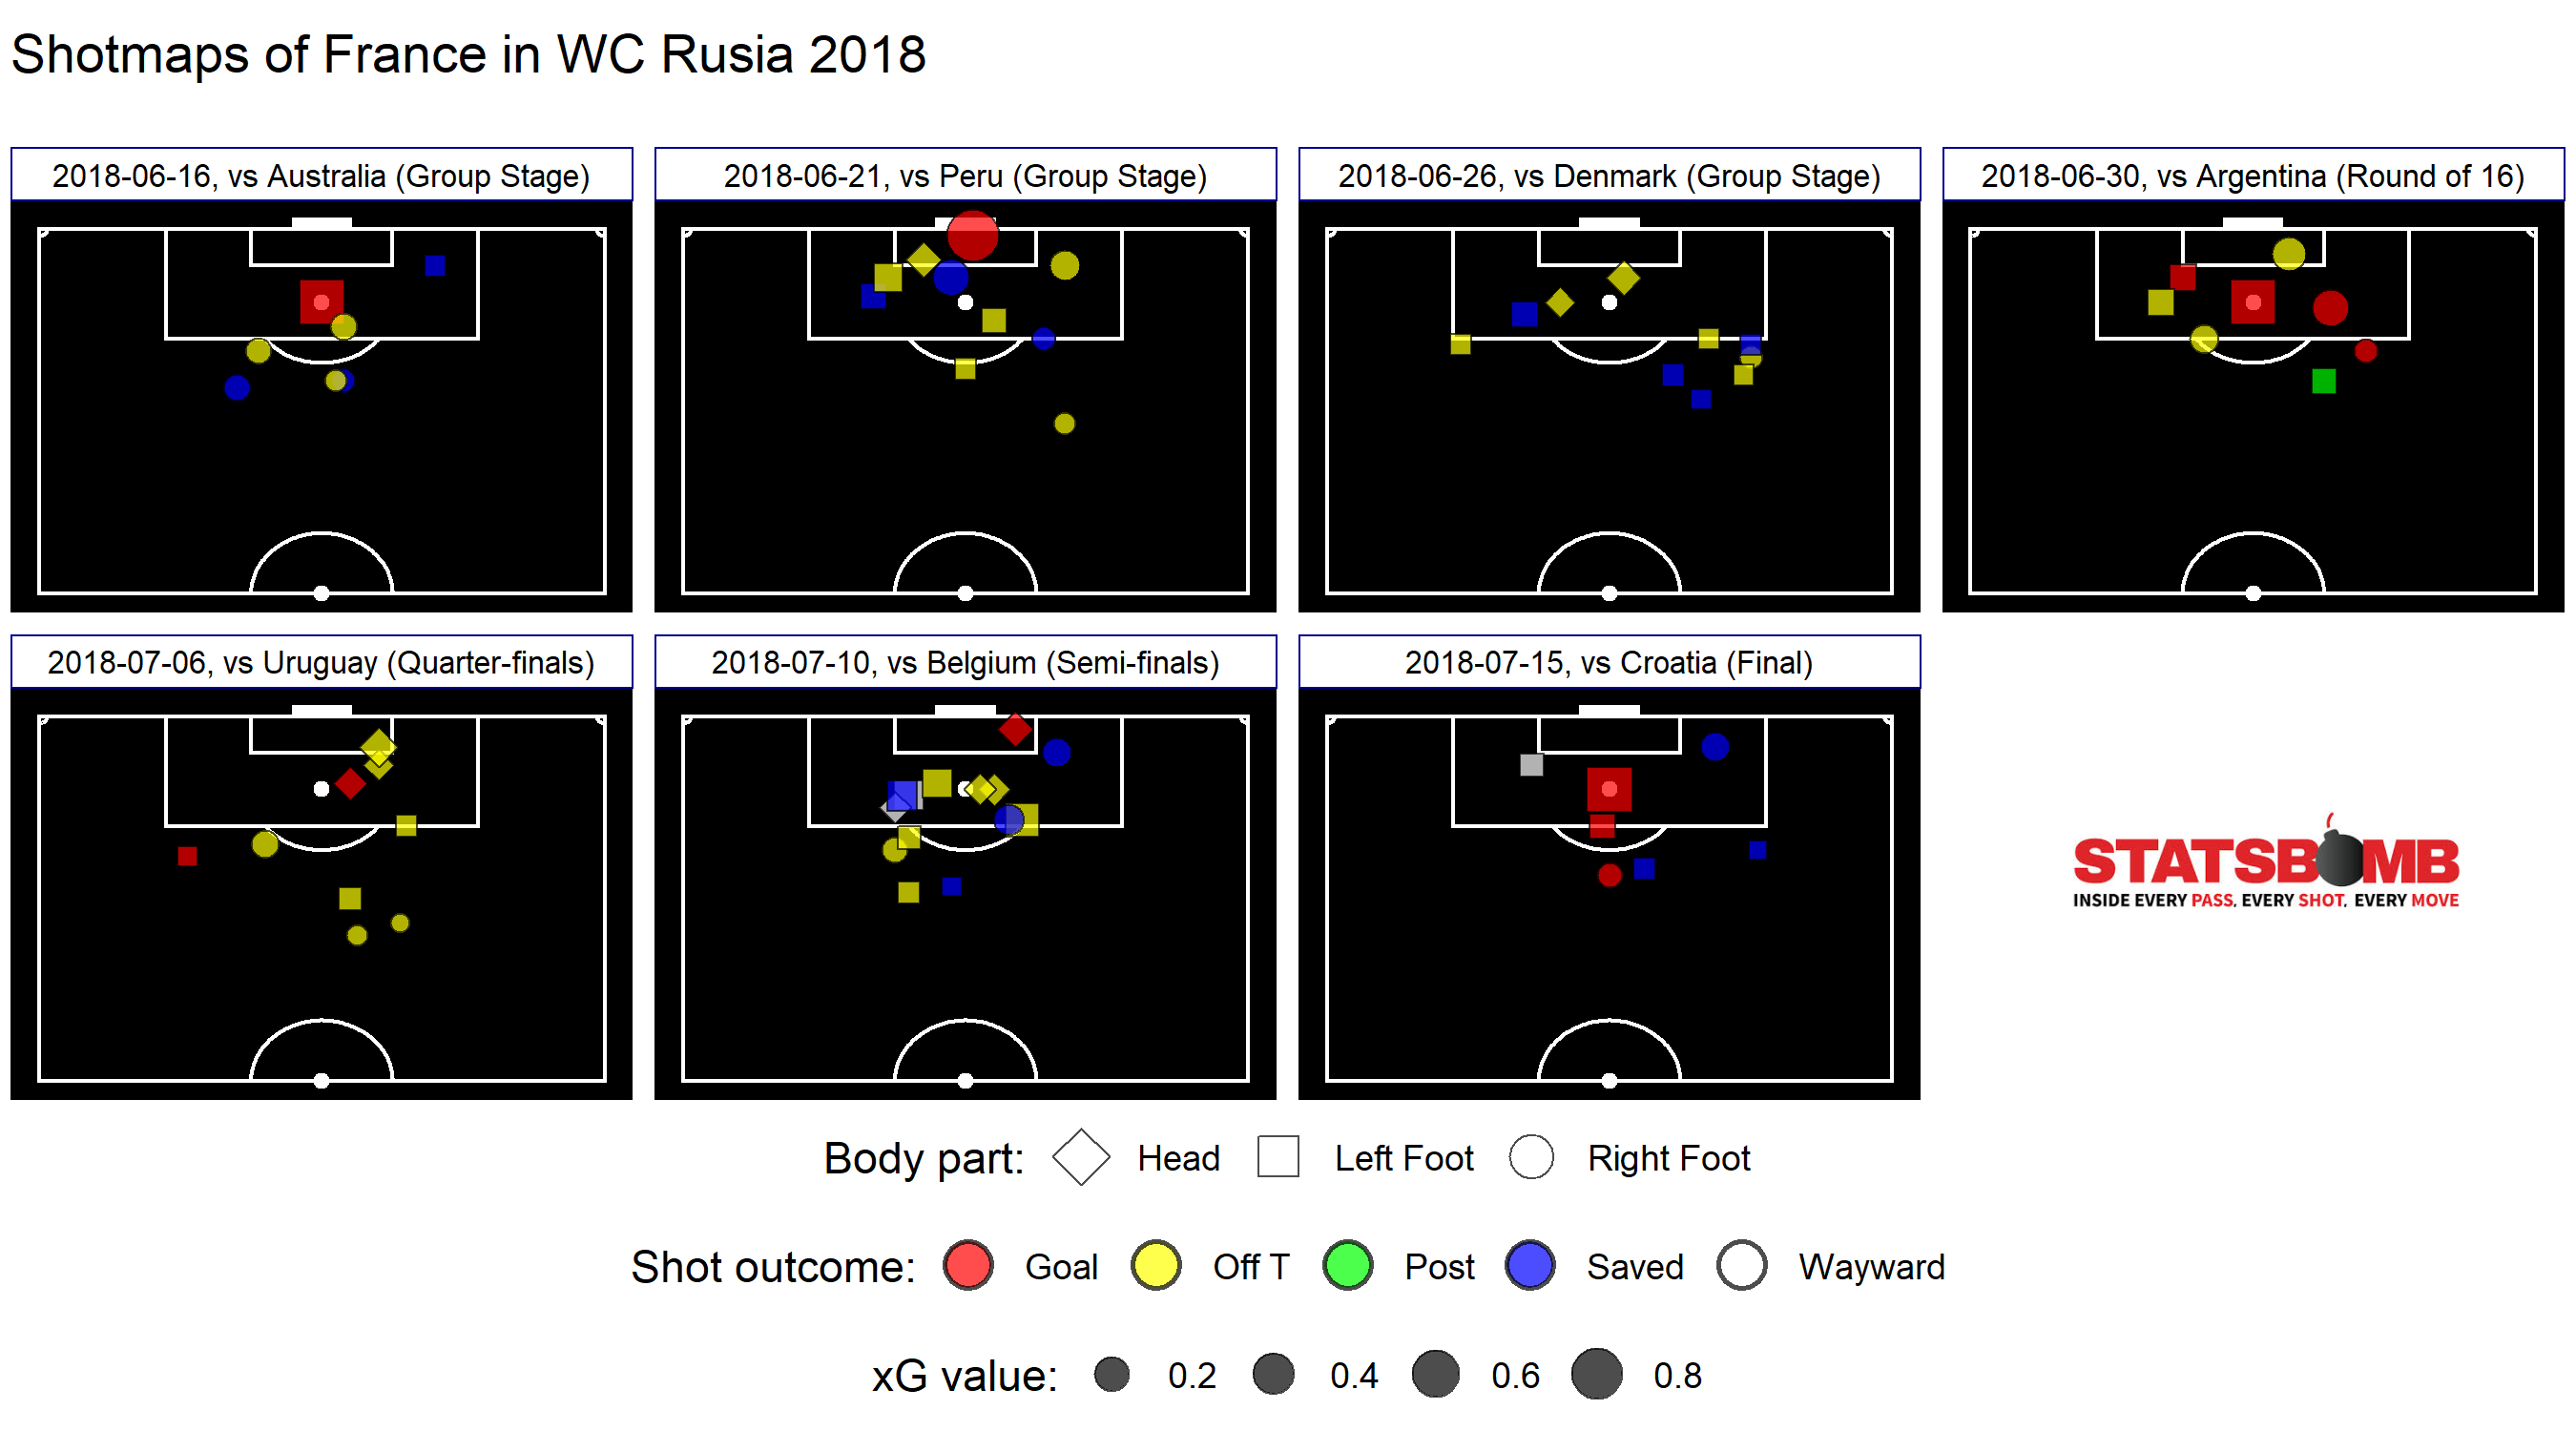 Shotmaps of France in WC Rusia 2018
2018-06-16, vs Australia (Group Stage)
2018-06-21, vs Peru (Group Stage)
2018-06-26, vs Denmark (Group Stage)
2018-06-30, vs Argentina (Round of 16)
2018-07-06, vs Uruguay (Quarter-finals)
2018-07-10, vs Belgium (Semi-finals)
2018-07-15, vs Croatia (Final)
STATSBOMB
INSIDE EVERY PASS, EVERY SHOT, EVERY MOVE
Body part: Head Left Foot Right Foot
Shot outcome: Goal Off T Post Saved Wayward
xG value: 0.2 0.4 0.6 0.8